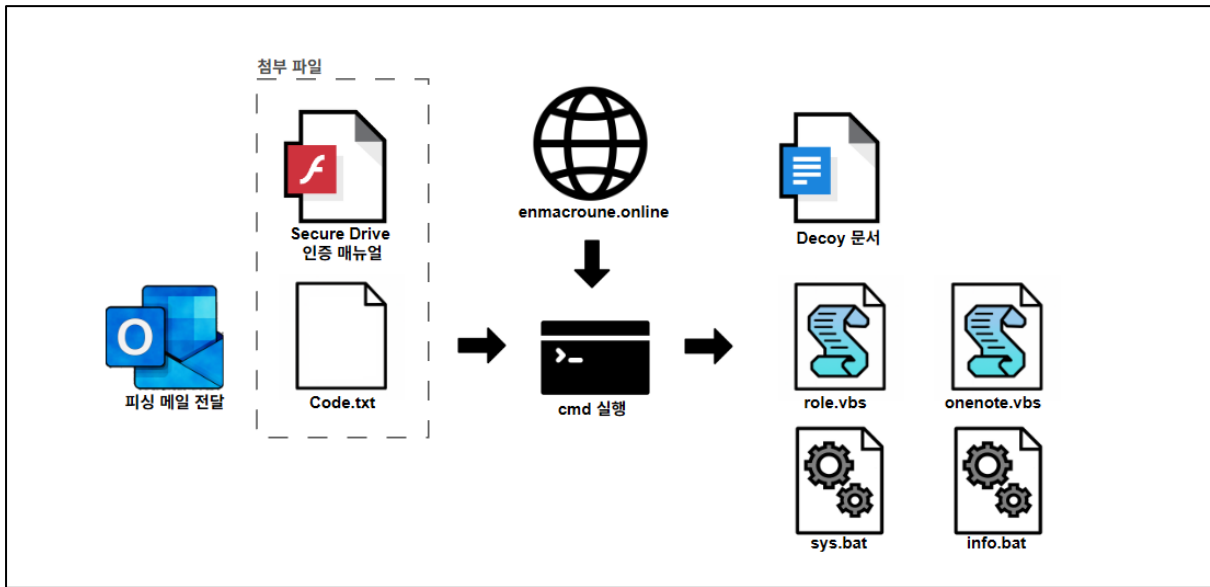 첨부 파일
Secure Drive
인증 매뉴얼
enmacroune.online
Decoy 문서
O
피싱 메일 전달
Code.txt
cmd 실행
role.vbs
onenote.vbs
sys.bat
info.bat